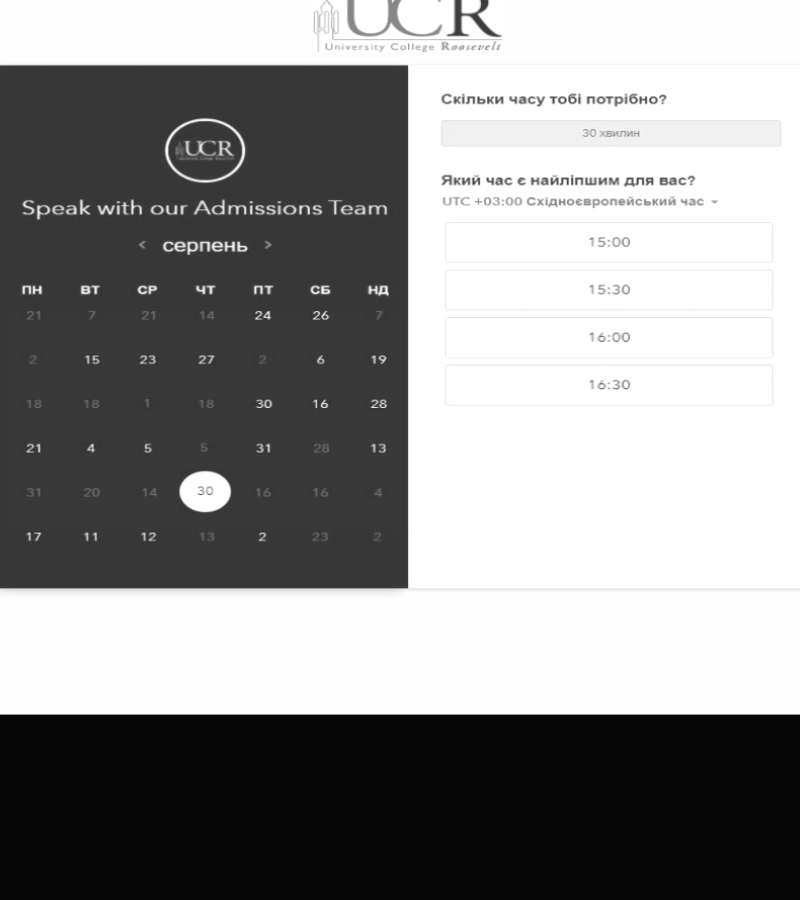 UCR
University College Roosevelt
UCR
Speak with our Admissions Team
< серпень >
ПН ВТ СР ЧТ ПТ СБ НД
21 7 21 14 24 26 7
2 15 23 27 2 6 19
18 18 1 18 30 16 28
21 4 5 5 31 28 13
31 20 14 30 16 16 4
17 11 12 13 2 23 2
Скільки часу тобі потрібно?
30 хвилин
Який час є найліпшим для вас?
UTC +03:00 Східноєвропейський час
15:00
15:30
16:00
16:30